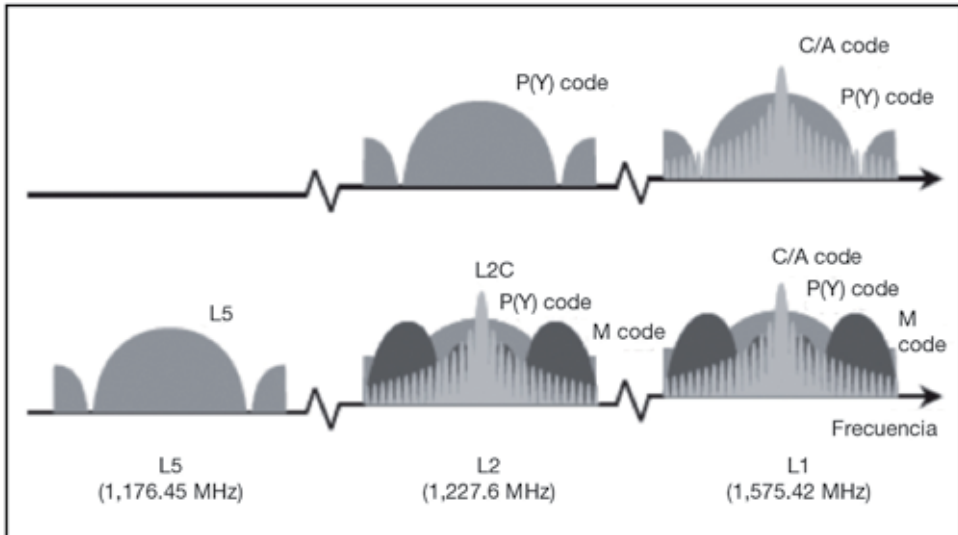 C/A code
P(Y) code
P(Y) code
L2C
C/A code
L5
P(Y) code
P(Y) code
M code
M
code
Frecuencia
L5
(1,176.45 MHz)
L2
(1,227.6 MHz)
L1
(1,575.42 MHz)